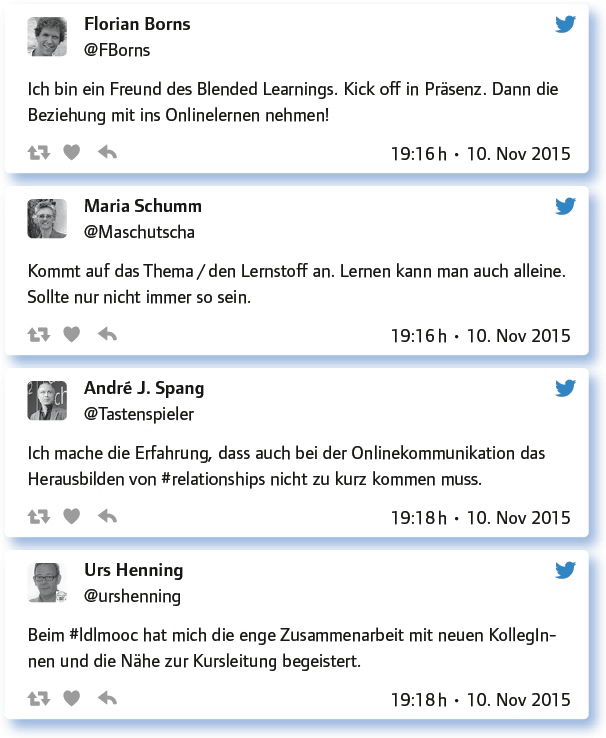 Florian Borns
@FBorns
Ich bin ein Freund des Blended Learnings. Kick off in Präsenz. Dann die
Beziehung mit ins Onlinelernen nehmen!
19:16 h • 10. Nov 2015
Maria Schumm
@Maschutscha
Kommt auf das Thema / den Lernstoff an. Lernen kann man auch alleine.
Sollte nur nicht immer so sein.
19:16 h • 10. Nov 2015
André J. Spang
@Tastenspieler
Ich mache die Erfahrung, dass auch bei der Onlinekommunikation das
Herausbilden von #relationships nicht zu kurz kommen muss.
19:18 h • 10. Nov 2015
Urs Henning
@urshenning
Beim #ldlmooc hat mich die enge Zusammenarbeit mit neuen KollegIn-
nen und die Nähe zur Kursleitung begeistert.
19:18 h • 10. Nov 2015